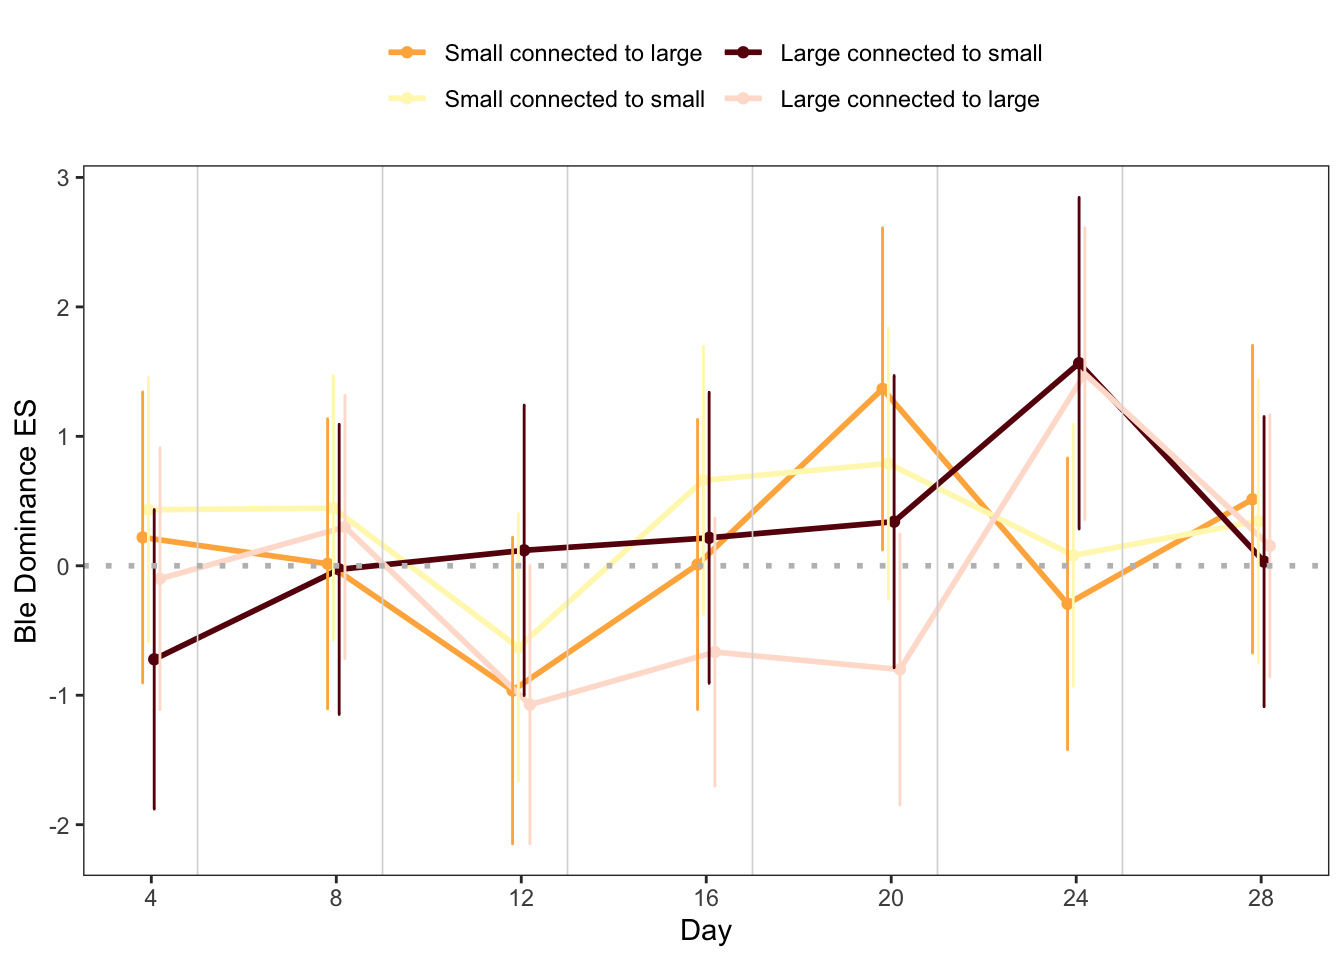 Small connected to large Large connected to small
Small connected to small Large connected to large
3
2
1
0
-1
-2
Ble Dominance ES
4 8 12 16 20 24 28
Day